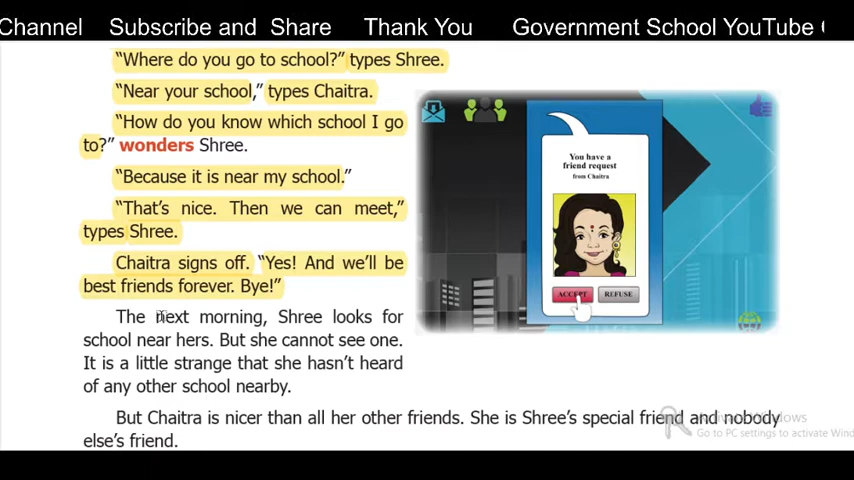 Channel Subscribe and Share Thank You Government School YouTube
"Where do you go to school?" types Shree.
"Near your school," types Chaitra.
"How do you know which school I go
to?" wonders Shree.
"Because it is near my school."
"That's nice. Then we can meet,"
types Shree.
Chaitra signs off. "Yes! And we'll be
best friends forever. Bye!"
The next morning, Shree looks for
school near hers. But she cannot see one.
It is a little strange that she hasn't heard
of any other school nearby.
But Chaitra is nicer than all her other friends. She is Shree's special friend and nobody
else's friend.
You have a
friend request
from Chaitra
ACCEPT REFUSE
Activate Windows
Go to PC settings to activate Wind